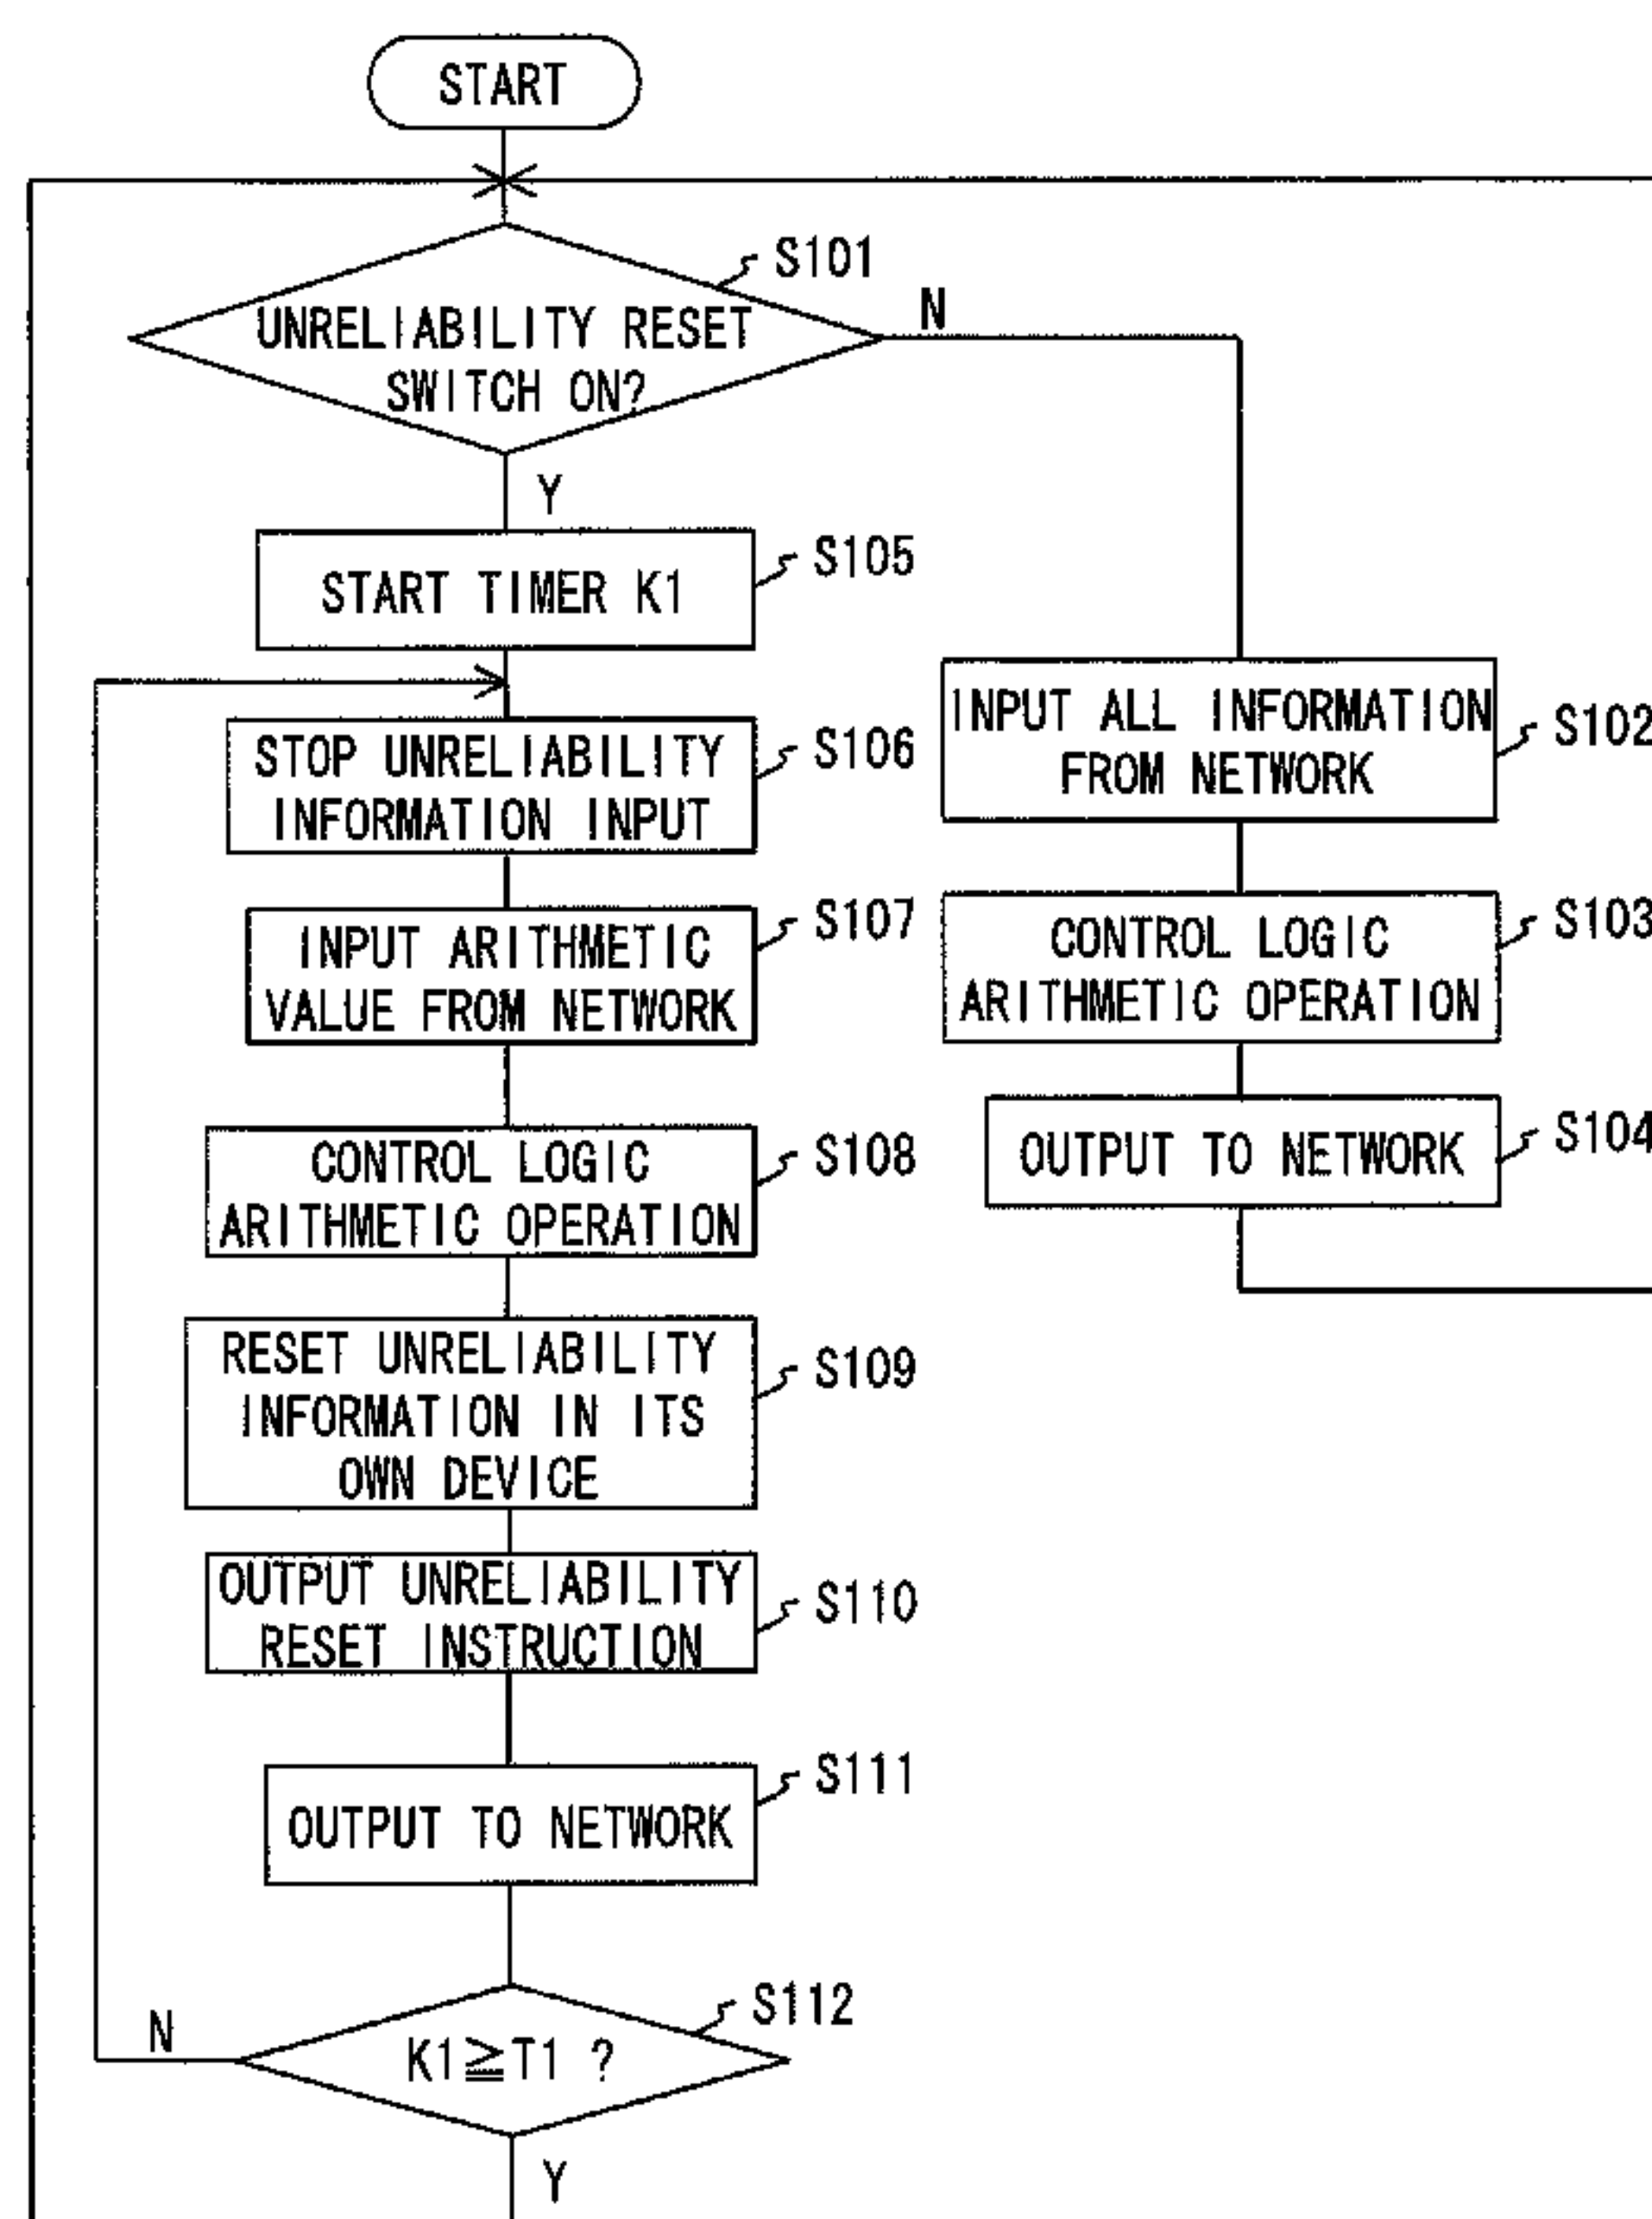 START
S101
UNRELIABILITY RESET
SWITCH ON?
N
Y
START TIMER K1
S105
STOP UNRELIABILITY
INFORMATION INPUT
S106
INPUT ARITHMETIC
VALUE FROM NETWORK
S107
CONTROL LOGIC
ARITHMETIC OPERATION
S108
RESET UNRELIABILITY
INFORMATION IN ITS
OWN DEVICE
S109
OUTPUT UNRELIABILITY
RESET INSTRUCTION
S110
OUTPUT TO NETWORK
S111
K1≧T1 ?
S112
N
Y
INPUT ALL INFORMATION
FROM NETWORK
S102
CONTROL LOGIC
ARITHMETIC OPERATION
S103
OUTPUT TO NETWORK
S104